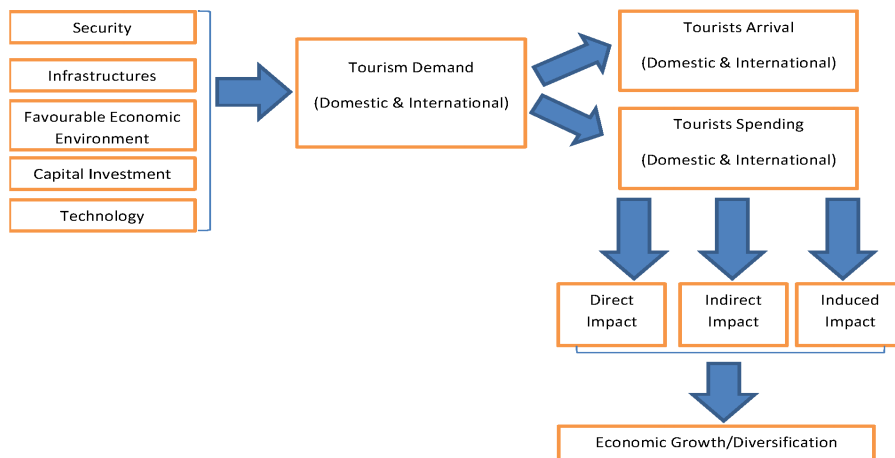 Security
Infrastructures
Favourable Economic
Environment
Capital Investment
Technology
Tourism Demand
(Domestic & International)
Tourists Arrival
(Domestic & International)
Tourists Spending
(Domestic & International)
Direct
Impact
Indirect
Impact
Induced
Impact
Economic Growth/Diversification